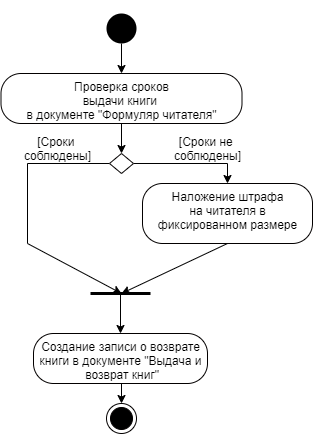 Проверка сроков
выдачи книги
в документе "Формуляр читателя"
[Сроки
соблюдены]
[Сроки не
соблюдены]
Наложение штрафа
на читателя в
фиксированном размере
Создание записи о возврате
книги в документе "Выдача и
возврат книг"